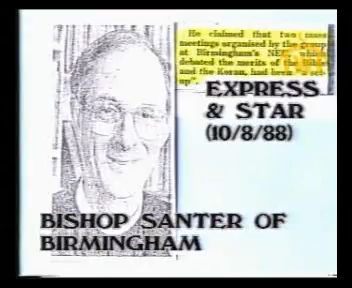 He claimed that two mass
meetings organised by the group
at Birmingham's NEC, which
debated the merits of the Bible
and the Koran, had been "a set-
up".
EXPRESS
& STAR
(10/8/88)
BISHOP SANTER OF
BIRMINGHAM